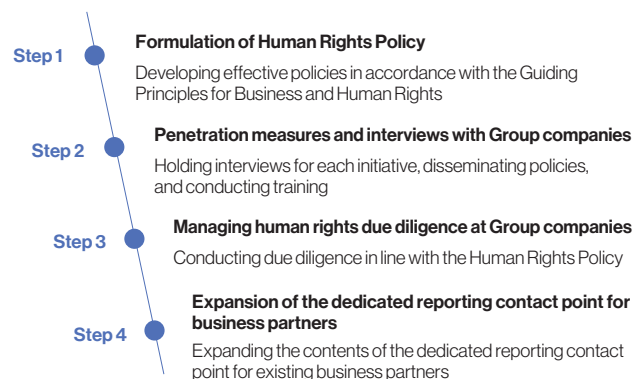 Step 1
Formulation of Human Rights Policy
Developing effective policies in accordance with the Guiding
Principles for Business and Human Rights
Step 2
Penetration measures and interviews with Group companies
Holding interviews for each initiative, disseminating policies,
and conducting training
Step 3
Managing human rights due diligence at Group companies
Conducting due diligence in line with the Human Rights Policy
Step 4
Expansion of the dedicated reporting contact point for
business partners
Expanding the contents of the dedicated reporting contact
point for existing business partners